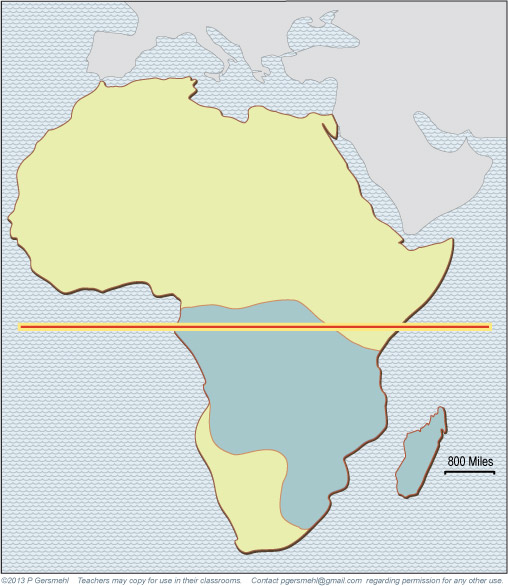 800 Miles
©2013 P Gersmehl Teachers may copy for use in their classrooms. Contact pgersmehl@gmail.com regarding permission for any other use.